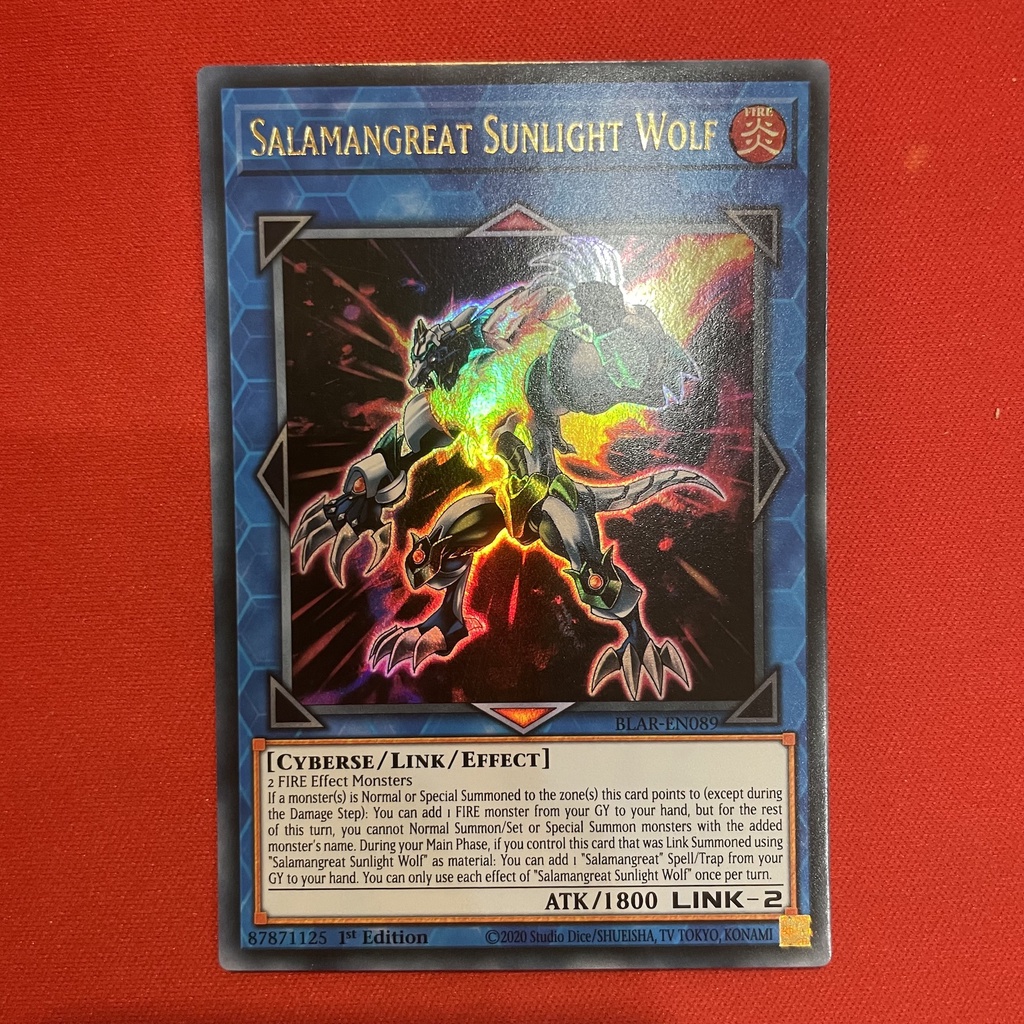 SALAMANGREAT SUNLIGHT WOLF
FIRE
炎
BLAR-EN089
[CYBERSE/LINK/EFFECT]
2 FIRE Effect Monsters
If a monster(s) is Normal or Special Summoned to the zone(s) this card points to (except during
the Damage Step): You can add 1 FIRE monster from your GY to your hand, but for the rest
of this turn, you cannot Normal Summon/Set or Special Summon monsters with the added
monster's name. During your Main Phase, if you control this card that was Link Summoned using
"Salamangreat Sunlight Wolf" as material: You can add 1 "Salamangreat" Spell/Trap from your
GY to your hand. You can only use each effect of "Salamangreat Sunlight Wolf" once per turn.
ATK/1800 LINK-2
87871125 1st Edition ©2020 Studio Dice/SHUEISHA, TV TOKYO, KONAMI